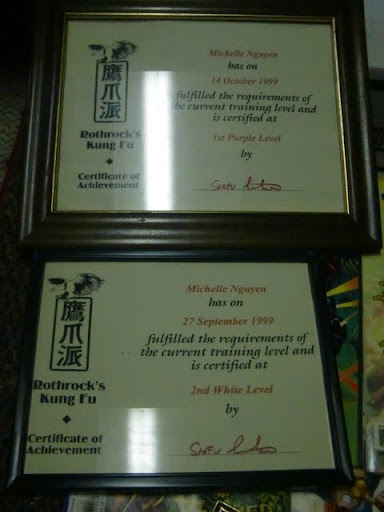 鷹爪派
Rothrock's
Kung Fu
Certificate of
Achievement
Michelle Nguyen
has on
14 October 1999
fulfilled the requirements of
the current training level and
is certified at
1st Purple Level
by
鷹爪派
Rothrock's
Kung Fu
Certificate of
Achievement
Michelle Nguyen
has on
27 September 1999
fulfilled the requirements of
the current training level and
is certified at
2nd White Level
by